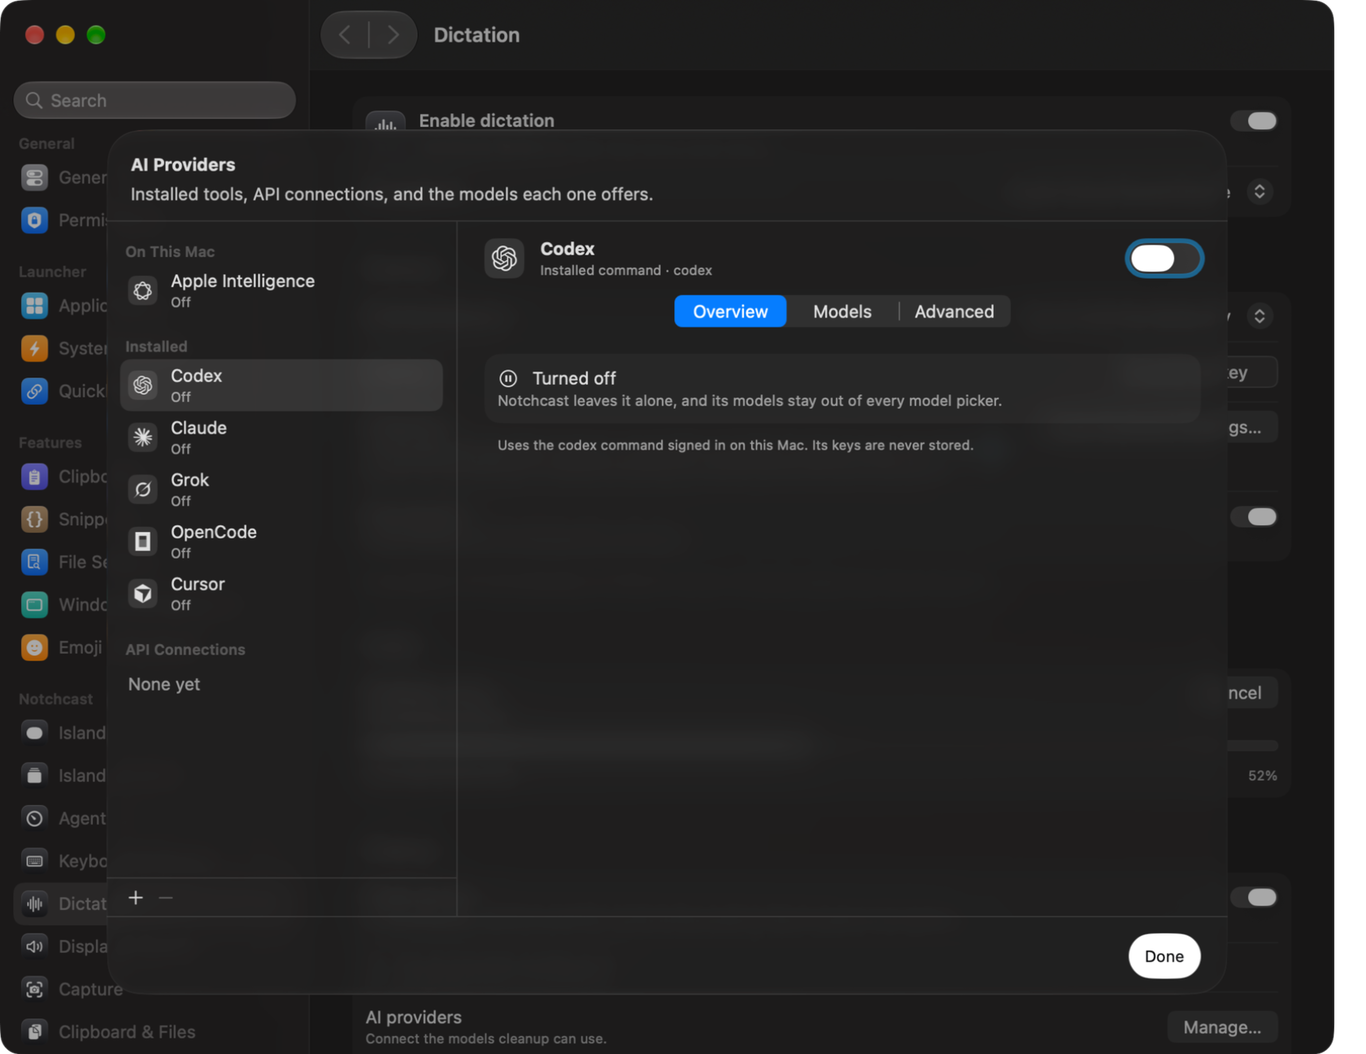 Dictation
Search
Enable dictation
General
Gener
Permi
Launcher
Applic
System
Quick
Features
Clipbo
Snipp
File Se
Windo
Emoji
Notchcast
Island
Island
Agent
Keybo
Dictat
Displa
Capture
Clipboard & Files
AI Providers
Installed tools, API connections, and the models each one offers.
On This Mac
Apple Intelligence
Off
Installed
Codex
Off
Claude
Off
Grok
Off
OpenCode
Off
Cursor
Off
API Connections
None yet
Codex
Installed command · codex
Overview
Models
Advanced
Turned off
Notchcast leaves it alone, and its models stay out of every model picker.
Uses the codex command signed in on this Mac. Its keys are never stored.
Done
ey
gs...
ncel
52%
AI providers
Connect the models cleanup can use.
Manage...